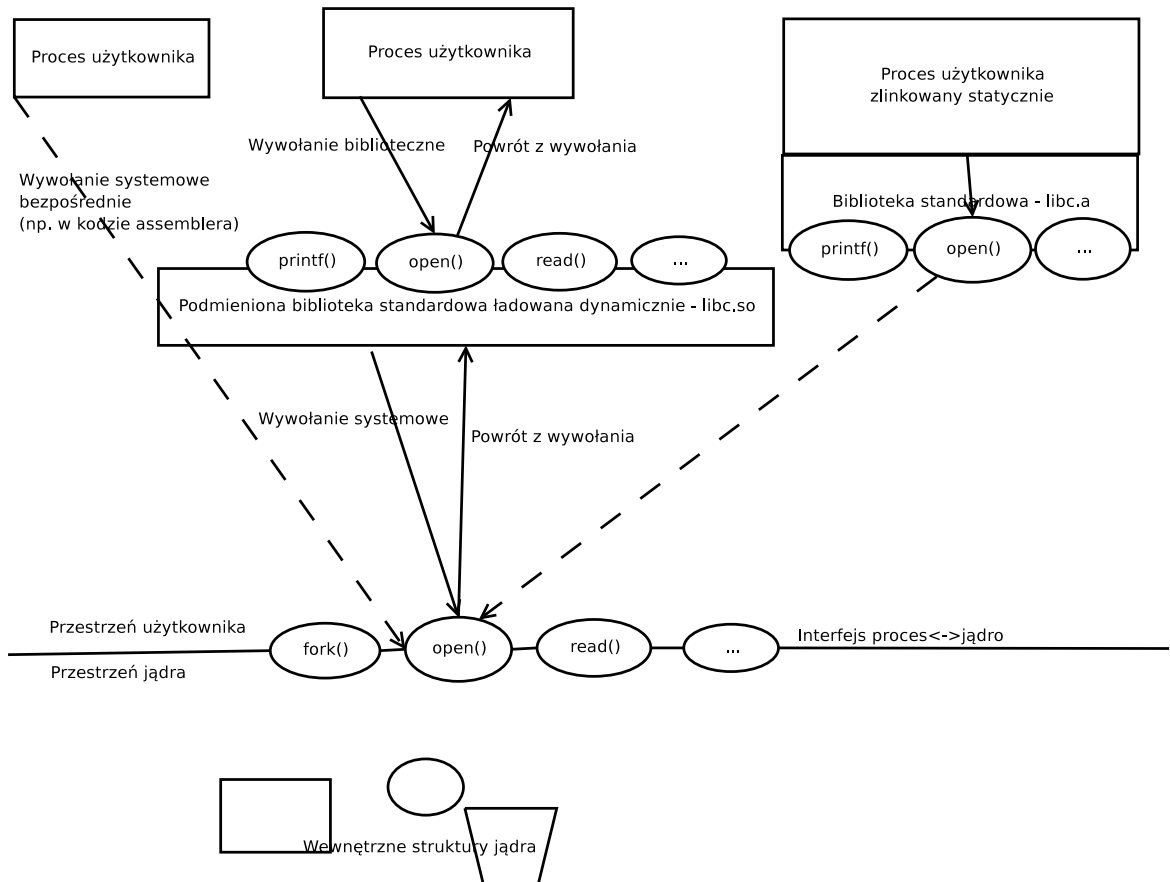 Proces użytkownika
Proces użytkownika
Proces użytkownika
zlinkowany statycznie
Wywołanie biblioteczne
Powrót z wywołania
Wywołanie systemowe
bezpośrednie
(np. w kodzie assemblera)
Biblioteka standardowa - libc.a
printf()
open()
...
printf()
open()
read()
...
Podmieniona biblioteka standardowa ładowana dynamicznie - libc.so
Wywołanie systemowe
Powrót z wywołania
Przestrzeń użytkownika
Interfejs proces<->jądro
fork()
open()
read()
...
Przestrzeń jądra
Wewnętrzne struktury jądra